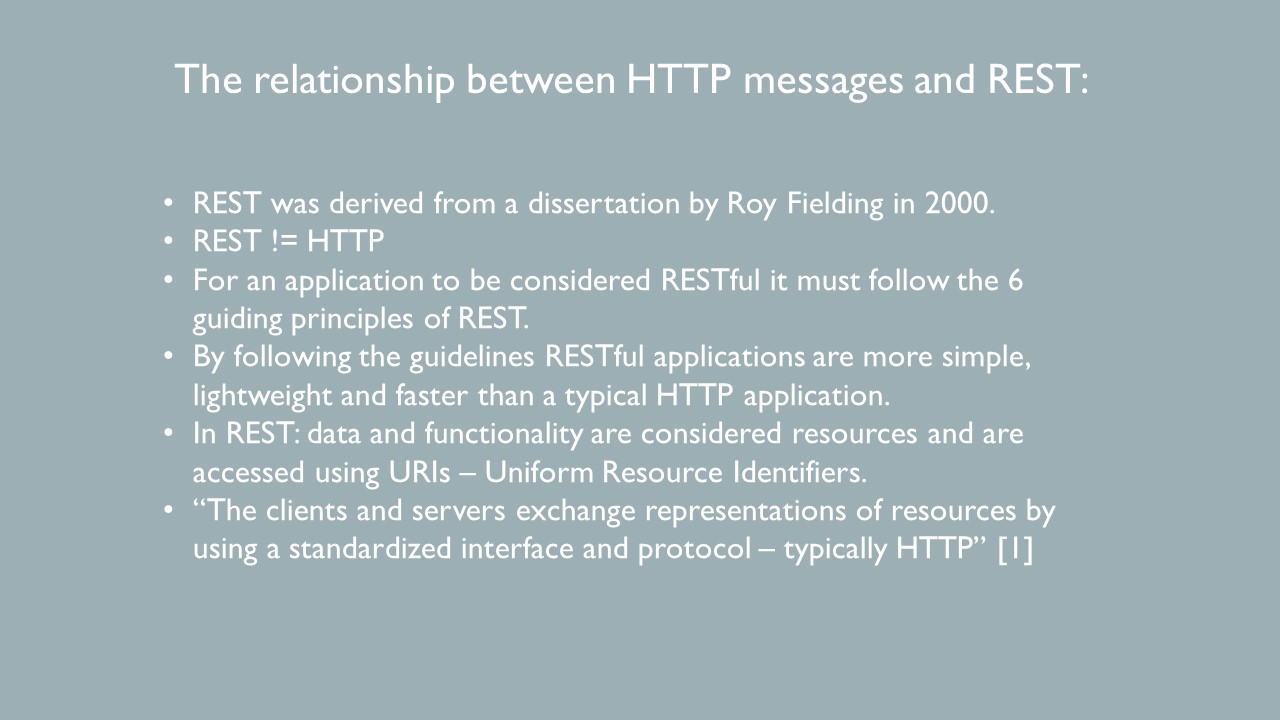 The relationship between HTTP messages and REST:
• REST was derived from a dissertation by Roy Fielding in 2000.
• REST != HTTP
• For an application to be considered RESTful it must follow the 6
guiding principles of REST.
• By following the guidelines RESTful applications are more simple,
lightweight and faster than a typical HTTP application.
• In REST: data and functionality are considered resources and are
accessed using URIs – Uniform Resource Identifiers.
• “The clients and servers exchange representations of resources by
using a standardized interface and protocol – typically HTTP” [1]